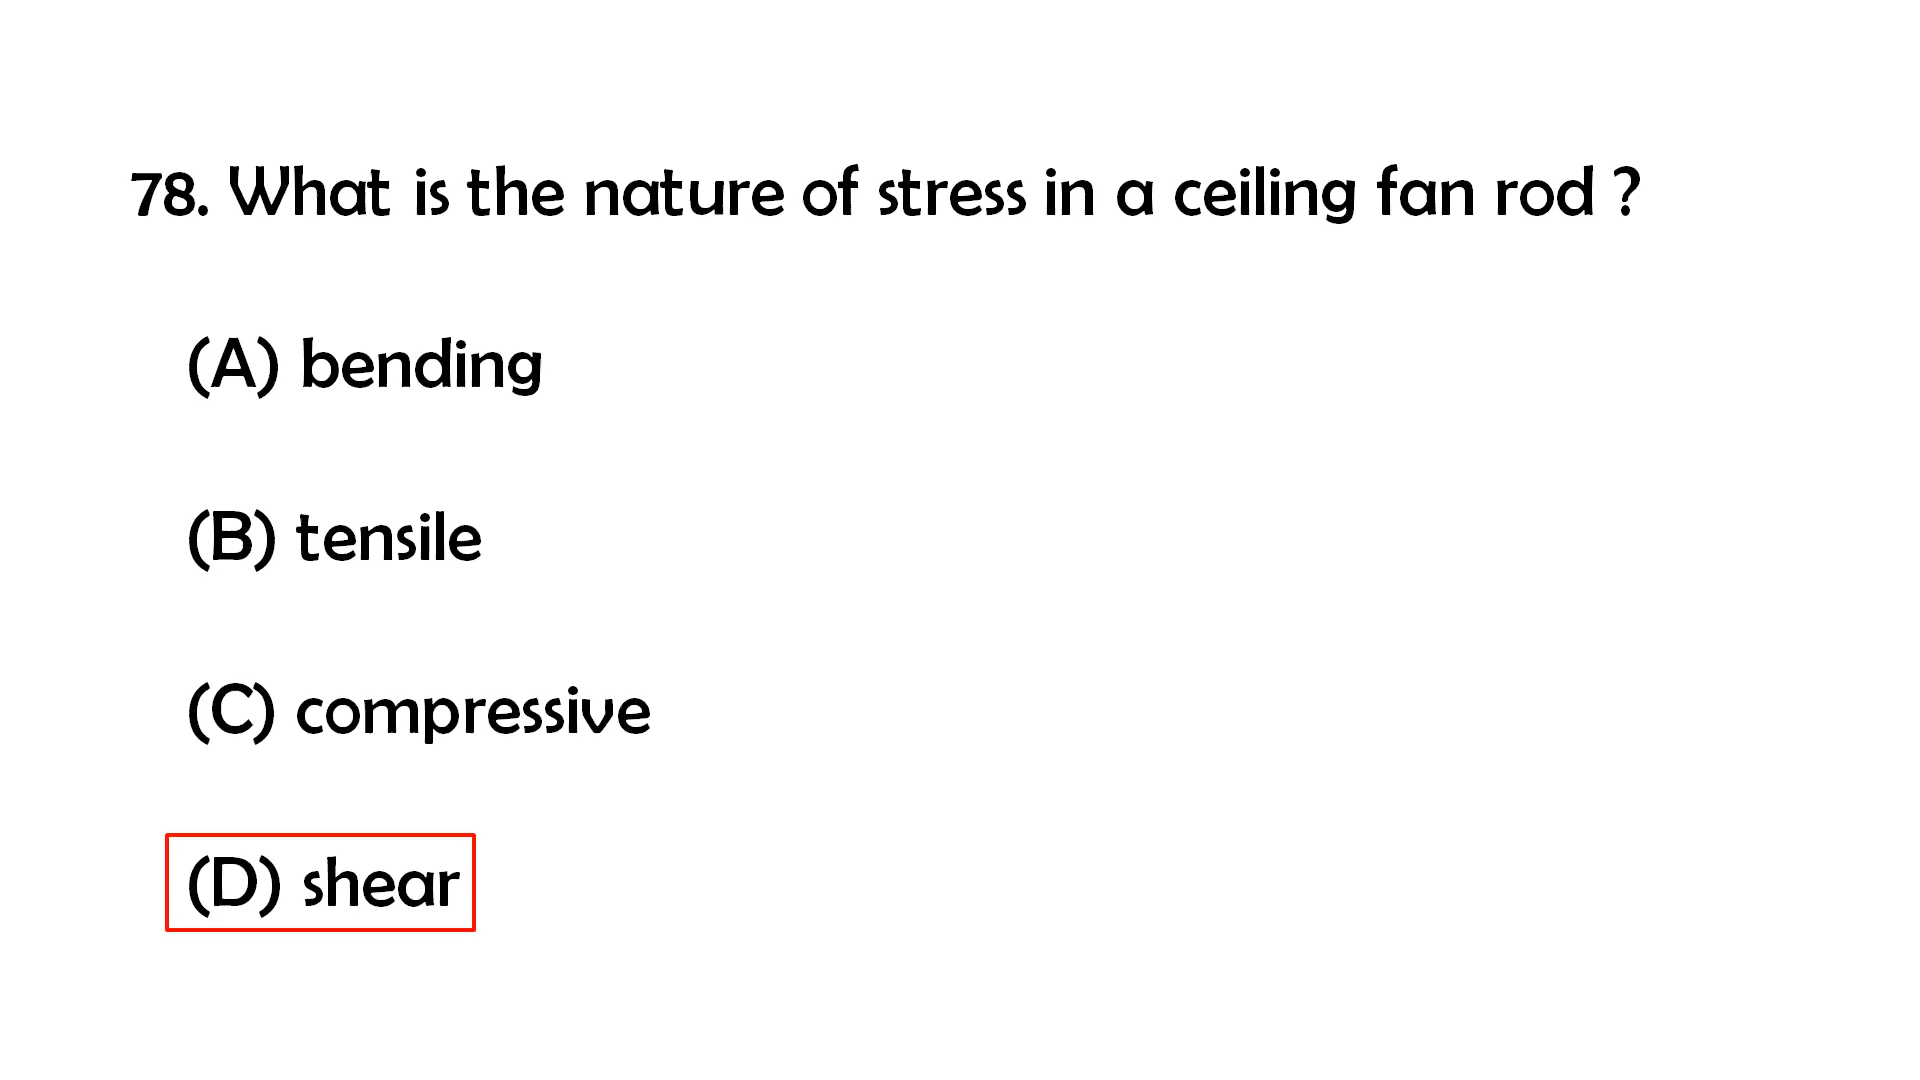 78. What is the nature of stress in a ceiling fan rod ?
(A) bending
(B) tensile
(C) compressive
(D) shear